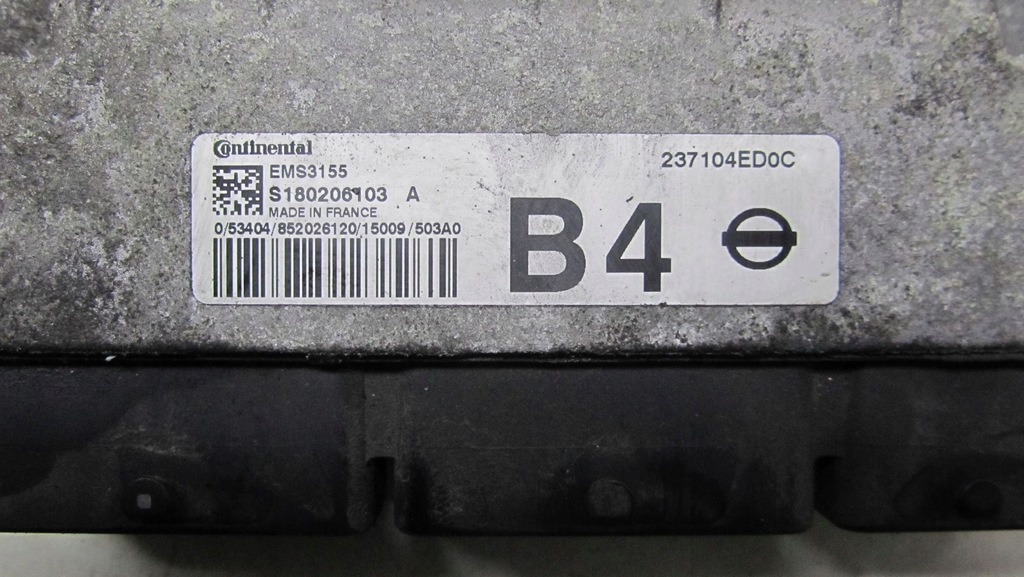 Continental
EMS3155
S180206103 A
MADE IN FRANCE
0/53404/852026120/15009/503A0
237104ED0C
B4